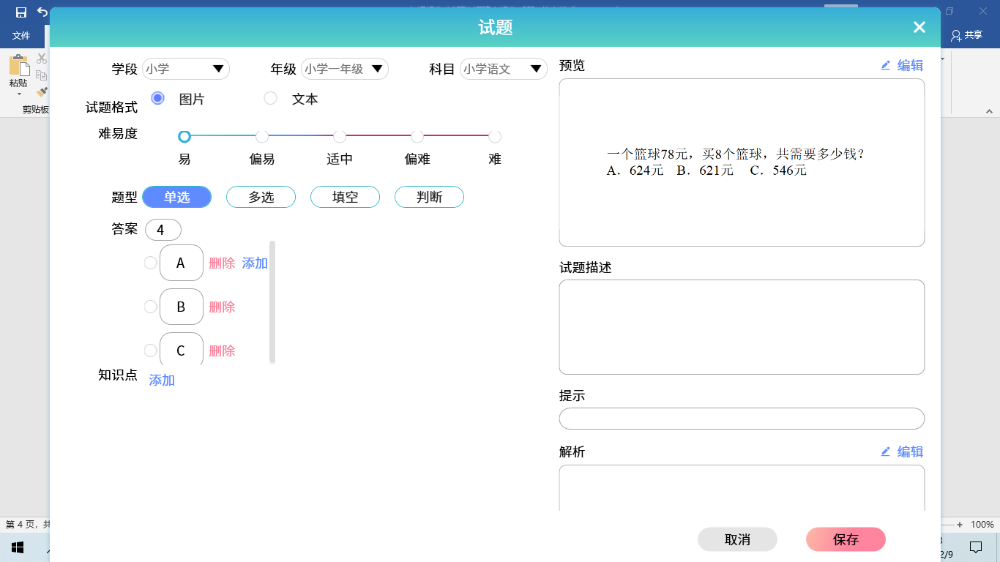 试题
文件
共享
粘贴
剪贴板
学段 小学 年级 小学一年级 科目 小学语文
试题格式 图片 文本
难易度
易 偏易 适中 偏难 难
题型 单选 多选 填空 判断
答案 4
A 删除 添加
B 删除
C 删除
知识点 添加
预览 编辑
一个篮球78元，买8个篮球，共需要多少钱？
A．624元 B．621元 C．546元
试题描述
提示
解析 编辑
取消 保存
第 4 页，
100%
2/9